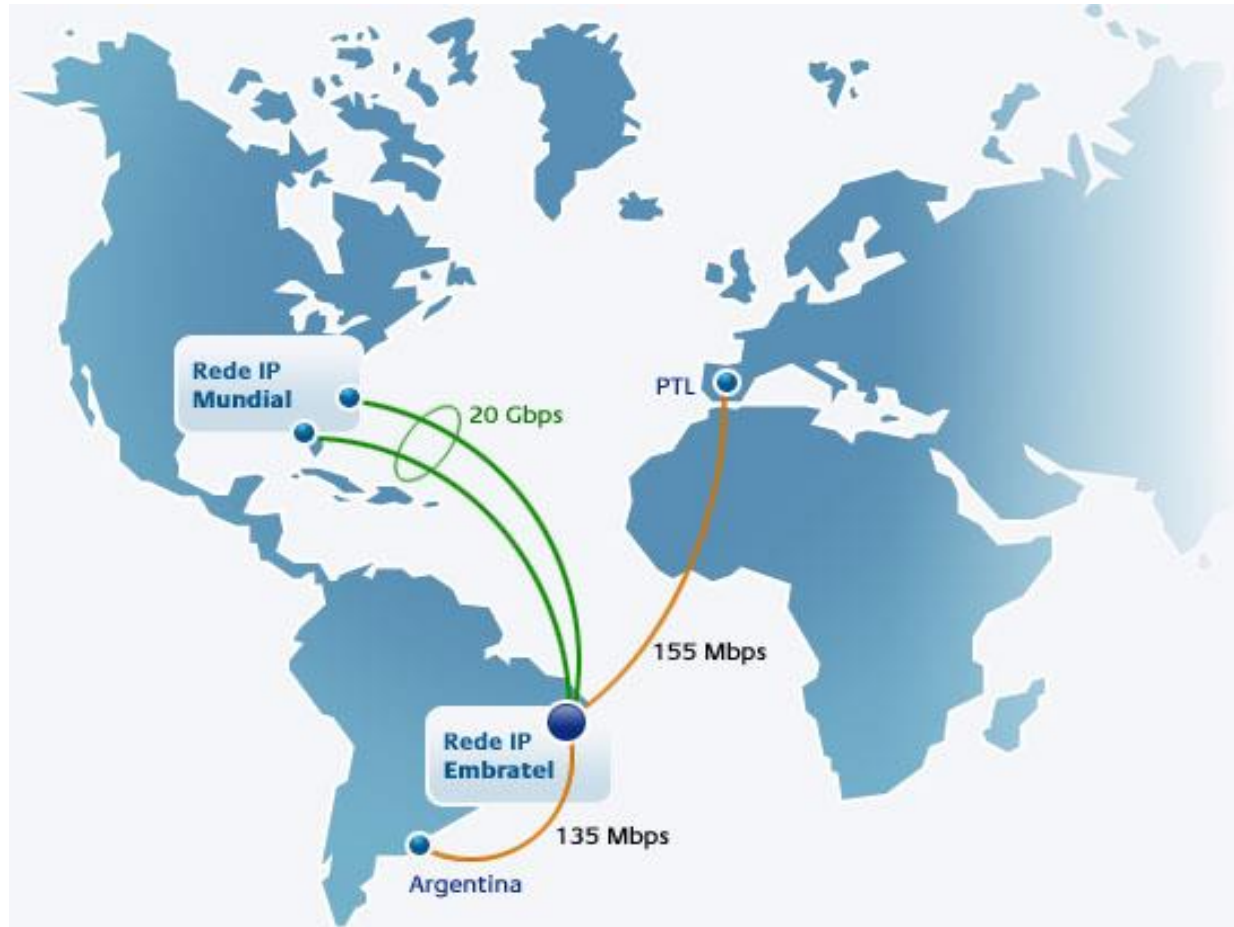 Rede IP
Mundial
20 Gbps
PTL
155 Mbps
Rede IP
Embratel
135 Mbps
Argentina